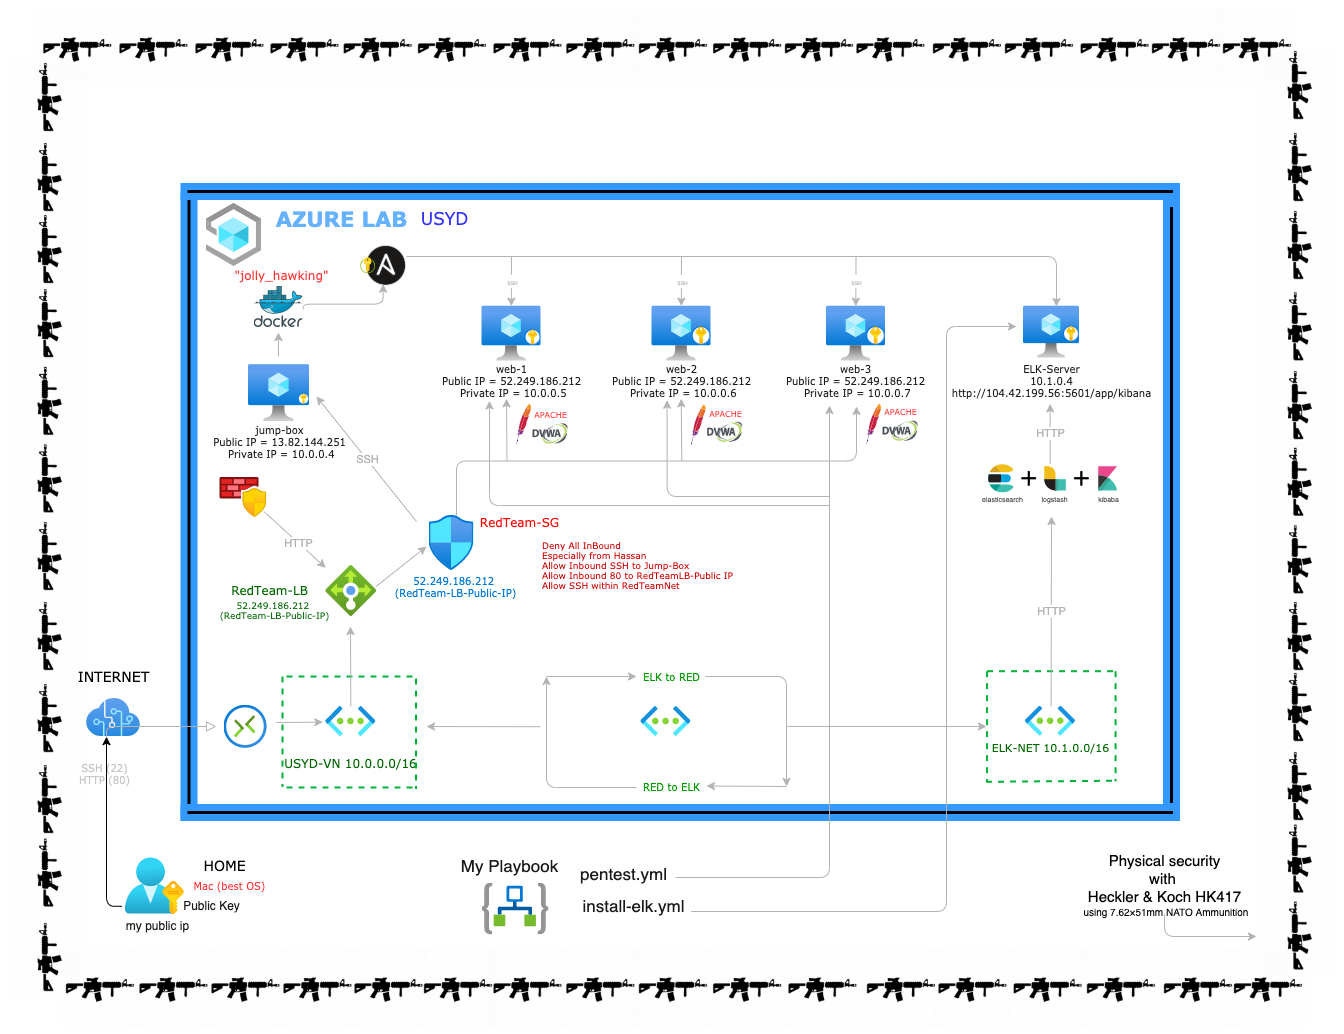 AZURE LAB USYD
"jolly_hawking"
docker
SSH
SSH
SSH
web-1
Public IP = 52.249.186.212
Private IP = 10.0.0.5
web-2
Public IP = 52.249.186.212
Private IP = 10.0.0.6
web-3
Public IP = 52.249.186.212
Private IP = 10.0.0.7
ELK-Server
10.1.0.4
http://104.42.199.56:5601/app/kibana
APACHE
DVWA
APACHE
DVWA
APACHE
DVWA
jump-box
Public IP = 13.82.144.251
Private IP = 10.0.0.4
SSH
HTTP
elasticsearch + logstash + kibaba
RedTeam-SG
Deny All InBound
Especially from Hassan
Allow Inbound SSH to Jump-Box
Allow Inbound 80 to RedTeamLB-Public IP
Allow SSH within RedTeamNet
HTTP
52.249.186.212
(RedTeam-LB-Public-IP)
RedTeam-LB
52.249.186.212
(RedTeam-LB-Public-IP)
HTTP
INTERNET
SSH (22)
HTTP (80)
USYD-VN 10.0.0.0/16
ELK to RED
RED to ELK
ELK-NET 10.1.0.0/16
HOME
Mac (best OS)
Public Key
my public ip
My Playbook
pentest.yml
install-elk.yml
Physical security
with
Heckler & Koch HK417
using 7.62x51mm NATO Ammunition